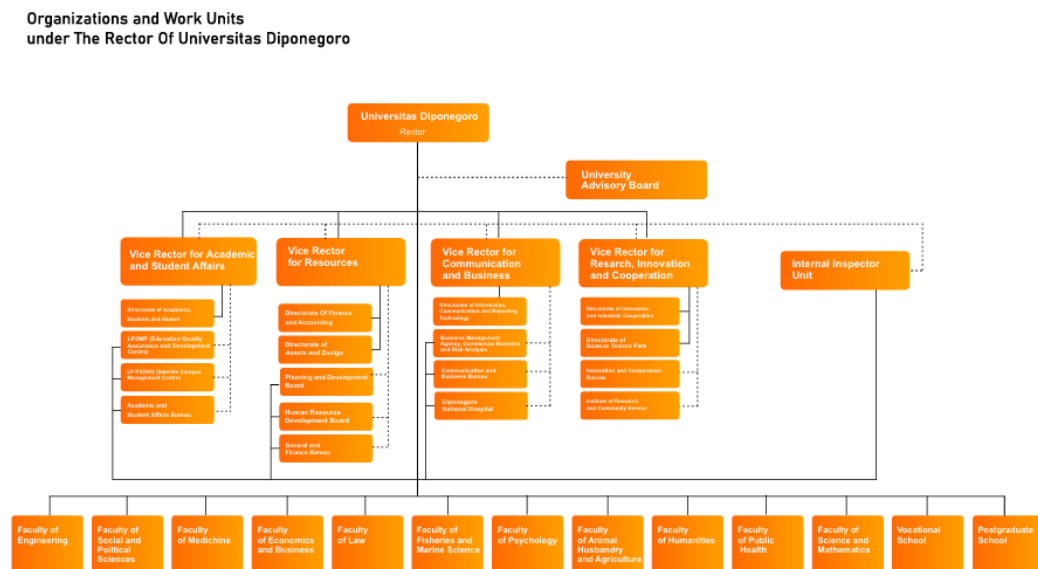 Organizations and Work Units
under The Rector Of Universitas Diponegoro
Universitas Diponegoro
Rector
University
Advisory Board
Vice Rector for Academic
and Student Affairs
Vice Rector
for Resources
Vice Rector for
Communication
and Business
Vice Rector for
Resarch, Innovation
and Cooperation
Internal Inspector
Unit
Directorate of Academic,
Students and Alumni
LP2MP (Education Quality
Assurance and Development
Centre)
LP PSDKU (Satellite Campus
Management Centre)
Academic and
Student Affairs Bureau
Directorate Of Finance
and Accounting
Directorate of
Assets and Design
Planning and Development
Board
Human Resource
Development Board
General and
Finance Bureau
Directorate of Information,
Communication and Reporting
Technology
Business Management
Agency, Commercial Business
and Risk Analysis
Communication and
Business Bureau
Diponegoro
National Hospital
Directorate of Innovation
and Industrial Cooperation
Directorate of
Science Techno Park
Innovation and Cooperation
Bureau
Institute of Research
and Community Service
Faculty of
Engineering
Faculty of
Social and
Political
Sciences
Faculty
of Medichine
Faculty
of Economics
and Business
Faculty
of Law
Faculty of
Fisheries and
Marine Science
Faculty
of Psychology
Faculty
of Animal
Husbandry
and Agriculture
Faculty
of Humanities
Faculty
of Public
Health
Faculty of
Science and
Mathematics
Vocational
School
Postgraduate
School